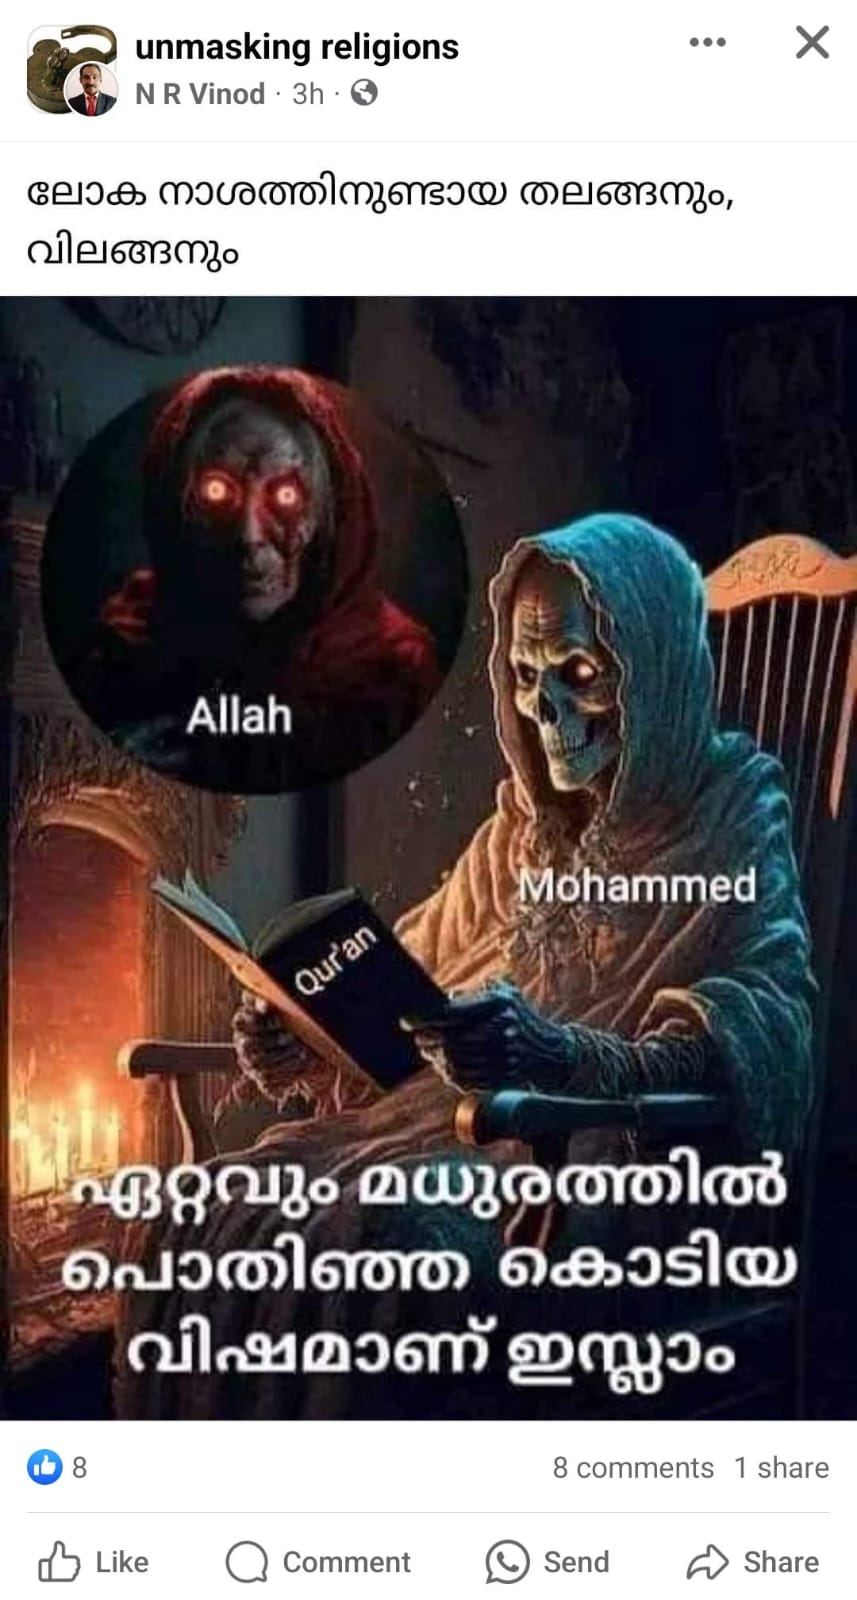 unmasking religions
N R Vinod · 3h ·
ലോക നാശത്തിനുണ്ടായ തലങ്ങനും,
വിലങ്ങനും
Allah
Mohammed
Qur'an
ഏറ്റവും മധുരത്തിൽ
പൊതിഞ്ഞ കൊടിയ
വിഷമാണ് ഇസ്ലാം
8
8 comments 1 share
Like Comment Send Share